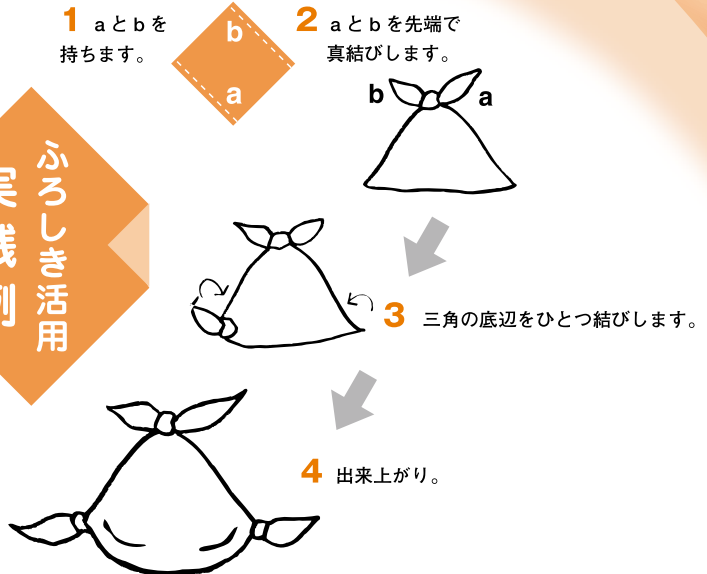 ふろしき活用
実践例
1 aとbを
持ちます。
b
a
2 aとbを先端で
真結びします。
b
a
3 三角の底辺をひとつ結びします。
4 出来上がり。